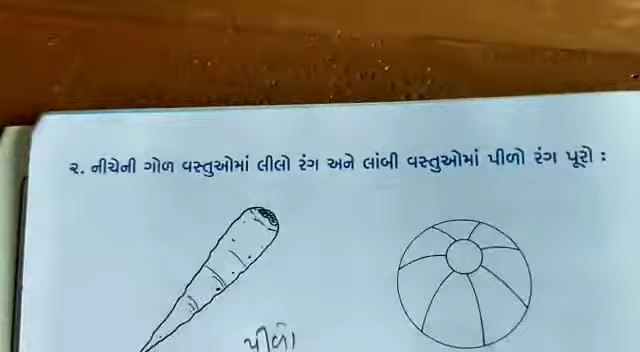 ૨. નીચેની ગોળ વસ્તુઓમાં લીલો રંગ અને લાંબી વસ્તુઓમાં પીળો રંગ પૂરો :
પીળો